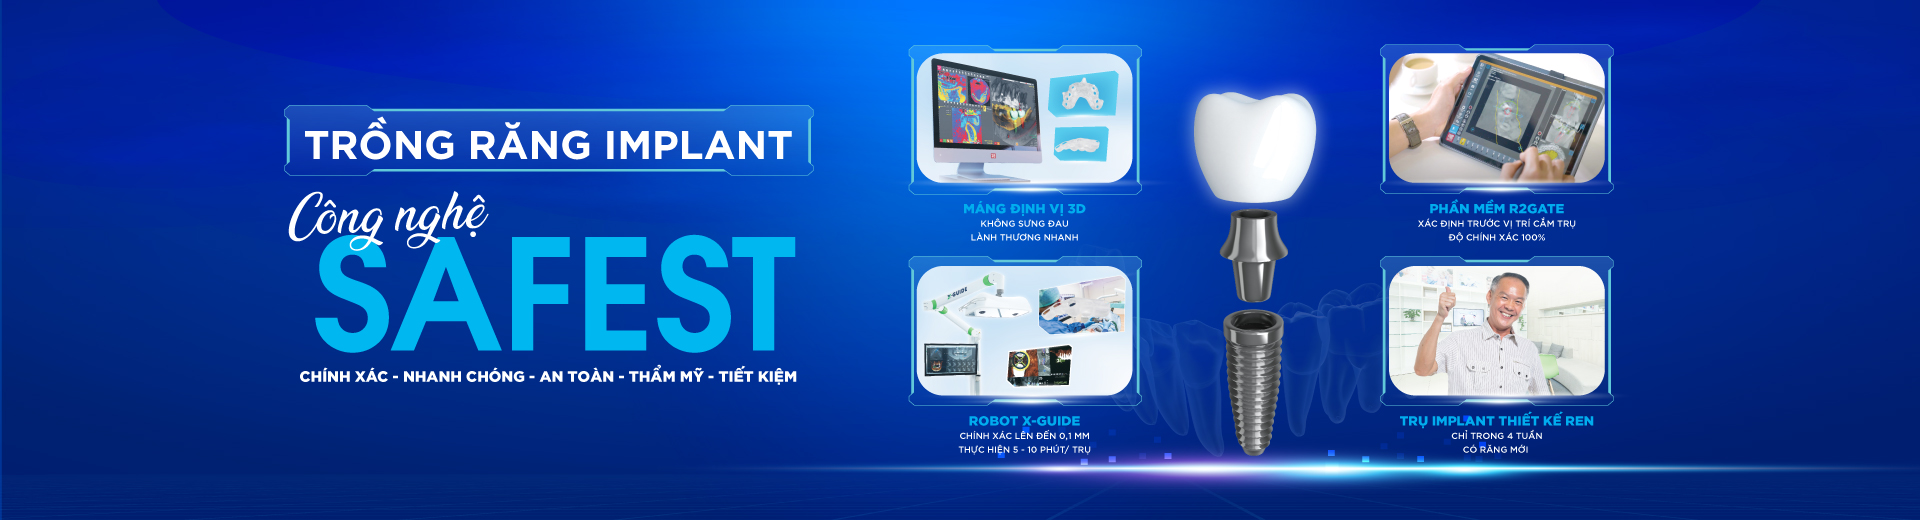 TRỒNG RĂNG IMPLANT
Công nghệ
SAFEST
CHÍNH XÁC - NHANH CHÓNG - AN TOÀN - THẨM MỸ - TIẾT KIỆM
MÁNG ĐỊNH VỊ 3D
KHÔNG SƯNG ĐAU
LÀNH THƯƠNG NHANH
PHẦN MỀM R2GATE
XÁC ĐỊNH TRƯỚC VỊ TRÍ CẮM TRỤ
ĐỘ CHÍNH XÁC 100%
X-GUIDE
ROBOT X-GUIDE
CHÍNH XÁC LÊN ĐẾN 0,1 MM
THỰC HIỆN 5 - 10 PHÚT/ TRỤ
TRỤ IMPLANT THIẾT KẾ REN
CHỈ TRONG 4 TUẦN
CÓ RĂNG MỚI